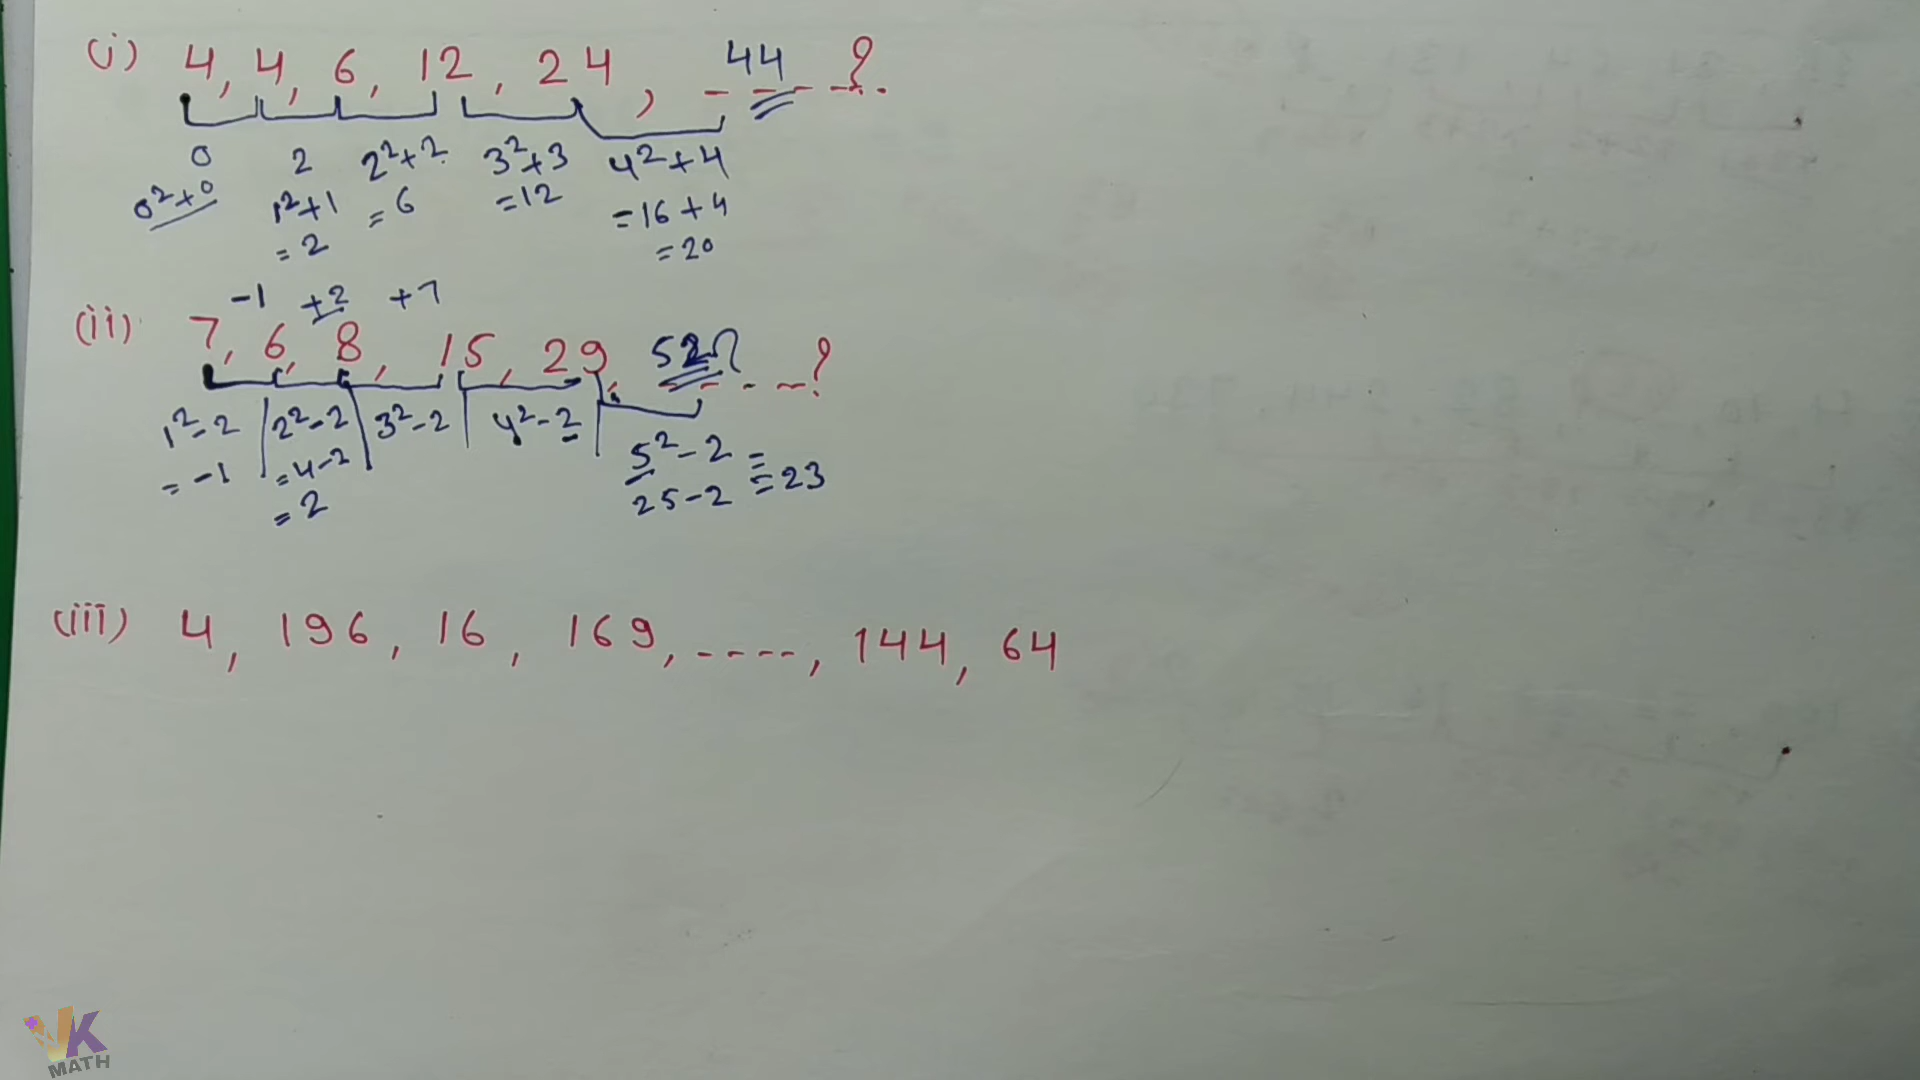 (i) 4, 4, 6, 12, 24, 44 ?
0 2 2²+2 3²+3 4²+4
0²+0 1²+1 =6 =12 =16+4
=2 =20
-1 +2 +7
(ii) 7, 6, 8, 15, 29, 52 ?
1²-2 2²-2 3²-2 4²-2 5²-2 =
=-1 =4-2 25-2 =23
=2
(iii) 4, 196, 16, 169, ----, 144, 64
VK
MATH